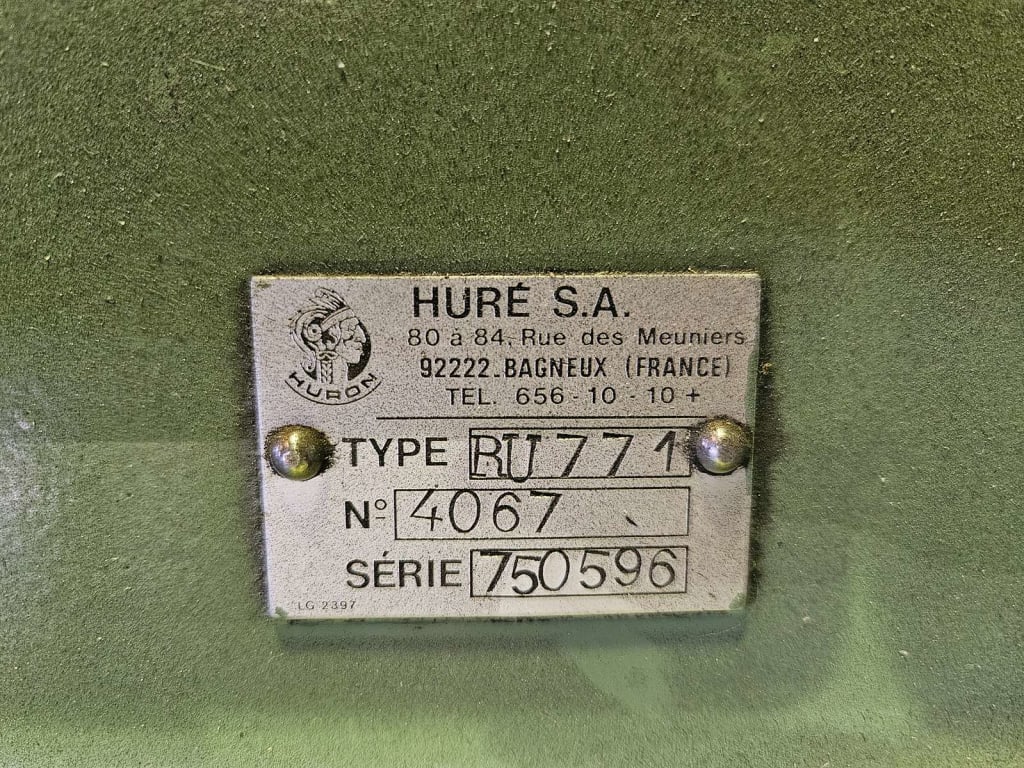 HURÉ S.A.
80 à 84. Rue des Meuniers
92222-BAGNEUX (FRANCE)
TEL. 656 - 10 - 10 +
HURON
TYPE RU771
Nº 4067
SÉRIE 750596
LG 2397